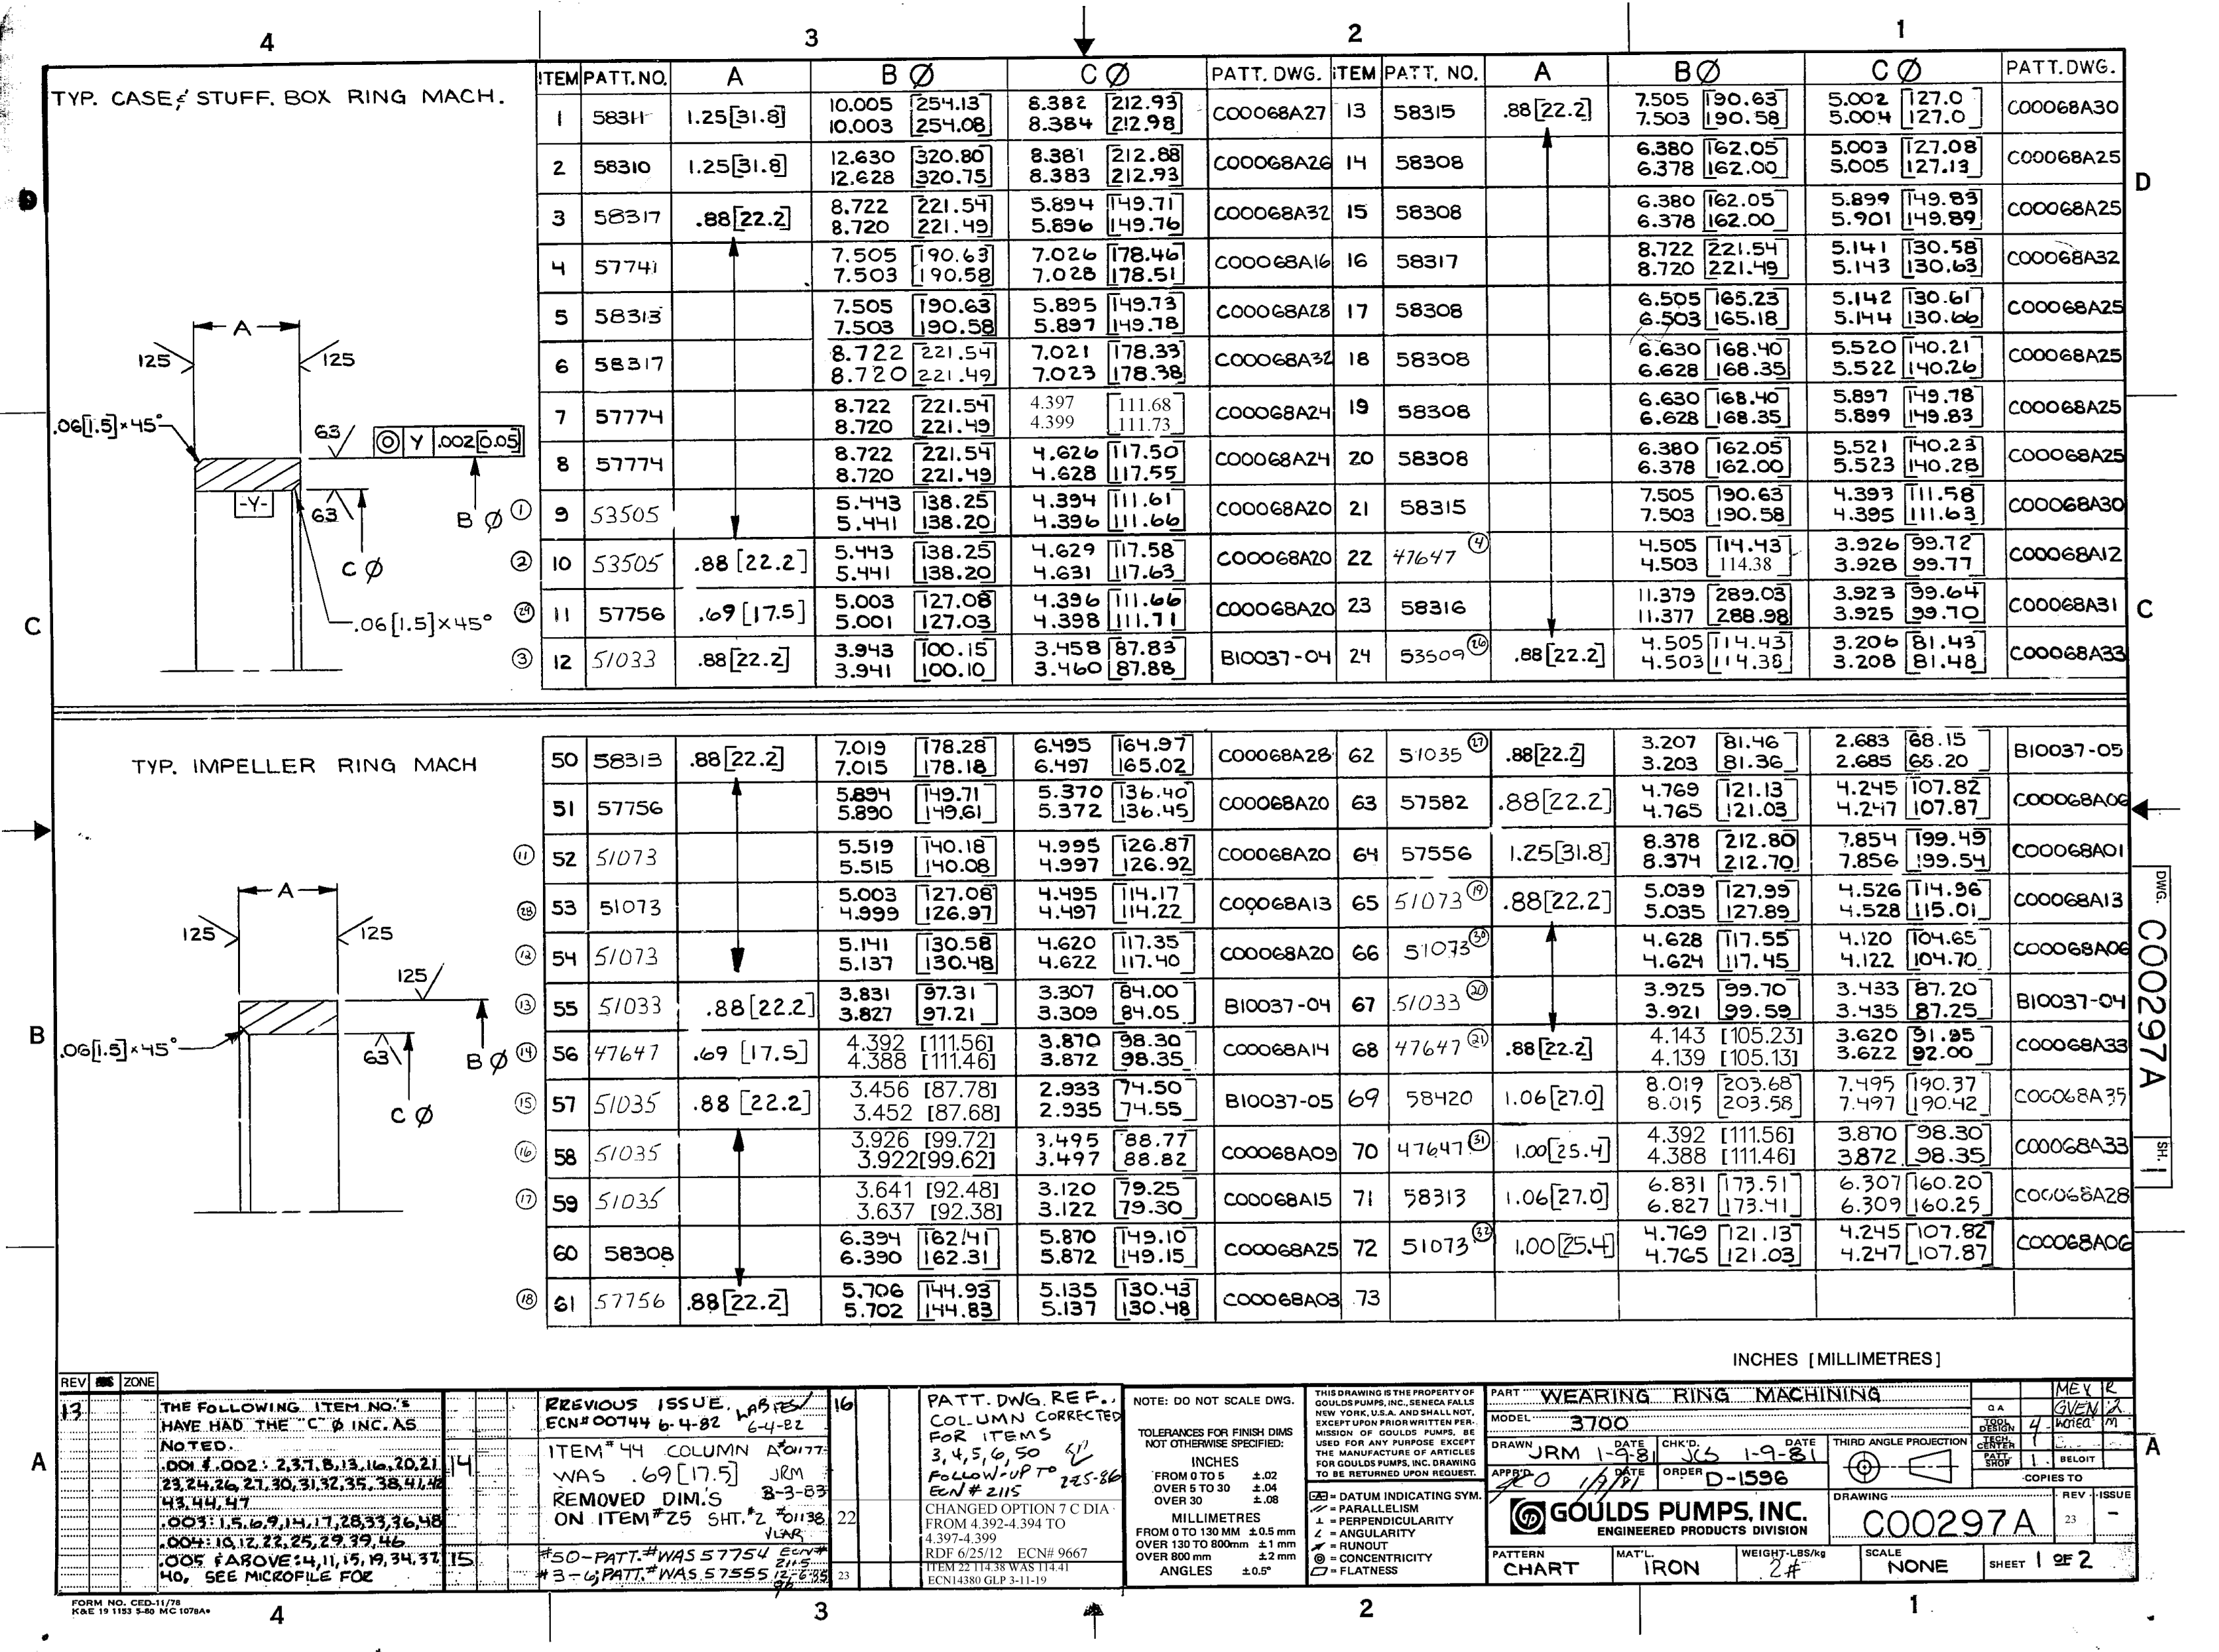 4 3 2 1
TYP. CASE & STUFF. BOX RING MACH.
ITEM PATT.NO. A B Ø C Ø PATT. DWG. ITEM PATT. NO. A B Ø C Ø PATT.DWG.
1 58311 1.25[31.8] 10.005 [254.13] 8.382 [212.93] C00068A27 13 58315 .88[22.2] 7.505 [190.63] 5.002 [127.0] C00068A30
10.003 [254.08] 8.384 [212.98] 7.503 [190.58] 5.004 [127.0]
2 58310 1.25[31.8] 12.630 [320.80] 8.381 [212.88] C00068A26 14 58308 6.380 [162.05] 5.003 [127.08] C00068A25
12.628 [320.75] 8.383 [212.93] 6.378 [162.00] 5.005 [127.13]
3 58317 .88[22.2] 8.722 [221.54] 5.894 [149.71] C00068A32 15 58308 6.380 [162.05] 5.899 [149.83] C00068A25
8.720 [221.49] 5.896 [149.76] 6.378 [162.00] 5.901 [149.89]
4 57741 7.505 [190.63] 7.026 [178.46] C00068A16 16 58317 8.722 [221.54] 5.141 [130.58] C00068A32
7.503 [190.58] 7.028 [178.51] 8.720 [221.49] 5.143 [130.63]
5 58313 7.505 [190.63] 5.895 [149.73] C00068A28 17 58308 6.505 [165.23] 5.142 [130.61] C00068A25
7.503 [190.58] 5.897 [149.78] 6.503 [165.18] 5.144 [130.66]
6 58317 8.722 [221.54] 7.021 [178.33] C00068A32 18 58308 6.630 [168.40] 5.520 [140.21] C00068A25
8.720 [221.49] 7.023 [178.38] 6.628 [168.35] 5.522 [140.26]
7 57774 8.722 [221.54] 4.397 [111.68] C00068A24 19 58308 6.630 [168.40] 5.897 [149.78] C00068A25
8.720 [221.49] 4.399 [111.73] 6.628 [168.35] 5.899 [149.83]
8 57774 8.722 [221.54] 4.626 [117.50] C00068A24 20 58308 6.380 [162.05] 5.521 [140.23] C00068A25
8.720 [221.49] 4.628 [117.55] 6.378 [162.00] 5.523 [140.28]
① 9 53505 5.443 [138.25] 4.394 [111.61] C00068A20 21 58315 7.505 [190.63] 4.393 [111.58] C00068A30
5.441 [138.20] 4.396 [111.66] 7.503 [190.58] 4.395 [111.63]
② 10 53505 .88 [22.2] 5.443 [138.25] 4.629 [117.58] C00068A20 22 47647 ④ 4.505 [114.43] 3.926 [99.72] C00068A12
5.441 [138.20] 4.631 [117.63] 4.503 [114.38] 3.928 [99.77]
㉙ 11 57756 .69 [17.5] 5.003 [127.08] 4.396 [111.66] C00068A20 23 58316 11.379 [289.03] 3.923 [99.64] C00068A31
5.001 [127.03] 4.398 [111.71] 11.377 [288.98] 3.925 [99.70]
③ 12 51033 .88[22.2] 3.943 [100.15] 3.458 [87.83] B10037-04 24 53509 ㉖ .88[22.2] 4.505 [114.43] 3.206 [81.43] C00068A33
3.941 [100.10] 3.460 [87.88] 4.503 [114.38] 3.208 [81.48]
A
125 125
.06[1.5]×45°
63
◎ Y .002[0.05]
-Y-
63
B Ø
C Ø
.06[1.5]×45°
D D
C C
TYP. IMPELLER RING MACH
50 58313 .88[22.2] 7.019 [178.28] 6.495 [164.97] C00068A28 62 51035 ㉗ .88[22.2] 3.207 [81.46] 2.683 [68.15] B10037-05
7.015 [178.18] 6.497 [165.02] 3.203 [81.36] 2.685 [68.20]
51 57756 5.894 [149.71] 5.370 [136.40] C00068A20 63 57582 .88[22.2] 4.769 [121.13] 4.245 [107.82] C00068A06
5.890 [149.61] 5.372 [136.45] 4.765 [121.03] 4.247 [107.87]
⑪ 52 51073 5.519 [140.18] 4.995 [126.87] C00068A20 64 57556 1.25[31.8] 8.378 [212.80] 7.854 [199.49] C00068A01
5.515 [140.08] 4.997 [126.92] 8.374 [212.70] 7.856 [199.54]
㉘ 53 51073 5.003 [127.08] 4.495 [114.17] C00068A13 65 51073 ⑲ .88[22.2] 5.039 [127.99] 4.526 [114.96] C00068A13
4.999 [126.97] 4.497 [114.22] 5.035 [127.89] 4.528 [115.01]
⑫ 54 51073 5.141 [130.58] 4.620 [117.35] C00068A20 66 51073 ㉚ 4.628 [117.55] 4.120 [104.65] C00068A06
5.137 [130.48] 4.622 [117.40] 4.624 [117.45] 4.122 [104.70]
⑬ 55 51033 .88[22.2] 3.831 [97.31] 3.307 [84.00] B10037-04 67 51033 ⑳ 3.925 [99.70] 3.433 [87.20] B10037-04
3.827 [97.21] 3.309 [84.05] 3.921 [99.59] 3.435 [87.25]
⑭ 56 47647 .69 [17.5] 4.392 [111.56] 3.870 [98.30] C00068A14 68 47647 ㉑ .88[22.2] 4.143 [105.23] 3.620 [91.95] C00068A33
4.388 [111.46] 3.872 [98.35] 4.139 [105.13] 3.622 [92.00]
⑮ 57 51035 .88 [22.2] 3.456 [87.78] 2.933 [74.50] B10037-05 69 58420 1.06[27.0] 8.019 [203.68] 7.495 [190.37] C00068A35
3.452 [87.68] 2.935 [74.55] 8.015 [203.58] 7.497 [190.42]
⑯ 58 51035 3.926 [99.72] 3.495 [88.77] C00068A09 70 47647 ㉛ 1.00[25.4] 4.392 [111.56] 3.870 [98.30] C00068A33
3.922[99.62] 3.497 [88.82] 4.388 [111.46] 3.872 [98.35]
⑰ 59 51035 3.641 [92.48] 3.120 [79.25] C00068A15 71 58313 1.06[27.0] 6.831 [173.51] 6.307 [160.20] C00068A28
3.637 [92.38] 3.122 [79.30] 6.827 [173.41] 6.309 [160.25]
60 58308 6.394 [162.41] 5.870 [149.10] C00068A25 72 51073 ㉜ 1.00[25.4] 4.769 [121.13] 4.245 [107.82] C00068A06
6.390 [162.31] 5.872 [149.15] 4.765 [121.03] 4.247 [107.87]
⑱ 61 57756 .88[22.2] 5.706 [144.93] 5.135 [130.43] C00068A03 73
5.702 [144.83] 5.137 [130.48]
A
125 125
125
.06[1.5]×45°
63
B Ø
C Ø
B
DWG. C00297A SH. 1
INCHES [MILLIMETRES]
REV ZONE
13 THE FOLLOWING ITEM NO.'S
HAVE HAD THE "C" Ø INC. AS
NOTED.
.001 & .002: 2,3,7,8,13,16,20,21
23,24,26,27,30,31,32,35,38,41,42
43,44,47
.003:1,5,6,9,14,17,28,33,36,48
.004:10,12,22,25,29,39,46
.005 & ABOVE:4,11,15,19,34,37
40, SEE MICROFILE FOR
14
15
PREVIOUS ISSUE
ECN#00744 6-4-82 6-4-82
ITEM#44 COLUMN A #01177
WAS .69[17.5] JRM
REMOVED DIM'S 8-3-83
ON ITEM#25 SHT.#2 #01138
#50-PATT.#WAS 57754 ECN# 2115
#3-6; PATT.#WAS 57555 12-6-85
16
22
23
PATT. DWG. REF.
COLUMN CORRECTED
FOR ITEMS
3,4,5,6,50
FOLLOW-UP TO 2-25-86
ECN # 2115
CHANGED OPTION 7 C DIA
FROM 4.392-4.394 TO
4.397-4.399
RDF 6/25/12 ECN# 9667
ITEM 22 114.38 WAS 114.41
ECN14380 GLP 3-11-19
NOTE: DO NOT SCALE DWG.
TOLERANCES FOR FINISH DIMS
NOT OTHERWISE SPECIFIED:
INCHES
FROM 0 TO 5 ±.02
OVER 5 TO 30 ±.04
OVER 30 ±.08
MILLIMETRES
FROM 0 TO 130 MM ±0.5 mm
OVER 130 TO 800mm ±1 mm
OVER 800 mm ±2 mm
ANGLES ±0.5°
THIS DRAWING IS THE PROPERTY OF
GOULDS PUMPS, INC., SENECA FALLS
NEW YORK, U.S.A. AND SHALL NOT,
EXCEPT UPON PRIOR WRITTEN PER-
MISSION OF GOULDS PUMPS, BE
USED FOR ANY PURPOSE EXCEPT
THE MANUFACTURE OF ARTICLES
FOR GOULDS PUMPS, INC. DRAWING
TO BE RETURNED UPON REQUEST.
-A- = DATUM INDICATING SYM.
// = PARALLELISM
⊥ = PERPENDICULARITY
∠ = ANGULARITY
↗ = RUNOUT
◎ = CONCENTRICITY
▱ = FLATNESS
PART WEARING RING MACHINING
MODEL 3700
DRAWN JRM DATE 1-9-81 CHK'D. JCS DATE 1-9-81 THIRD ANGLE PROJECTION
APPR'D DATE ORDER D-1596
GOULDS PUMPS, INC.
ENGINEERED PRODUCTS DIVISION
DRAWING C00297A REV 23 ISSUE -
PATTERN CHART MAT'L. IRON WEIGHT-LBS/kg 2# SCALE NONE SHEET 1 OF 2
QA
TOOL DESIGN 4
TECH. CENTER
PATT. SHOP 1 BELOIT
COPIES TO
A A
FORM NO. CED-11/78
K&E 19 1153 5-80 MC 1078A
4 3 2 1